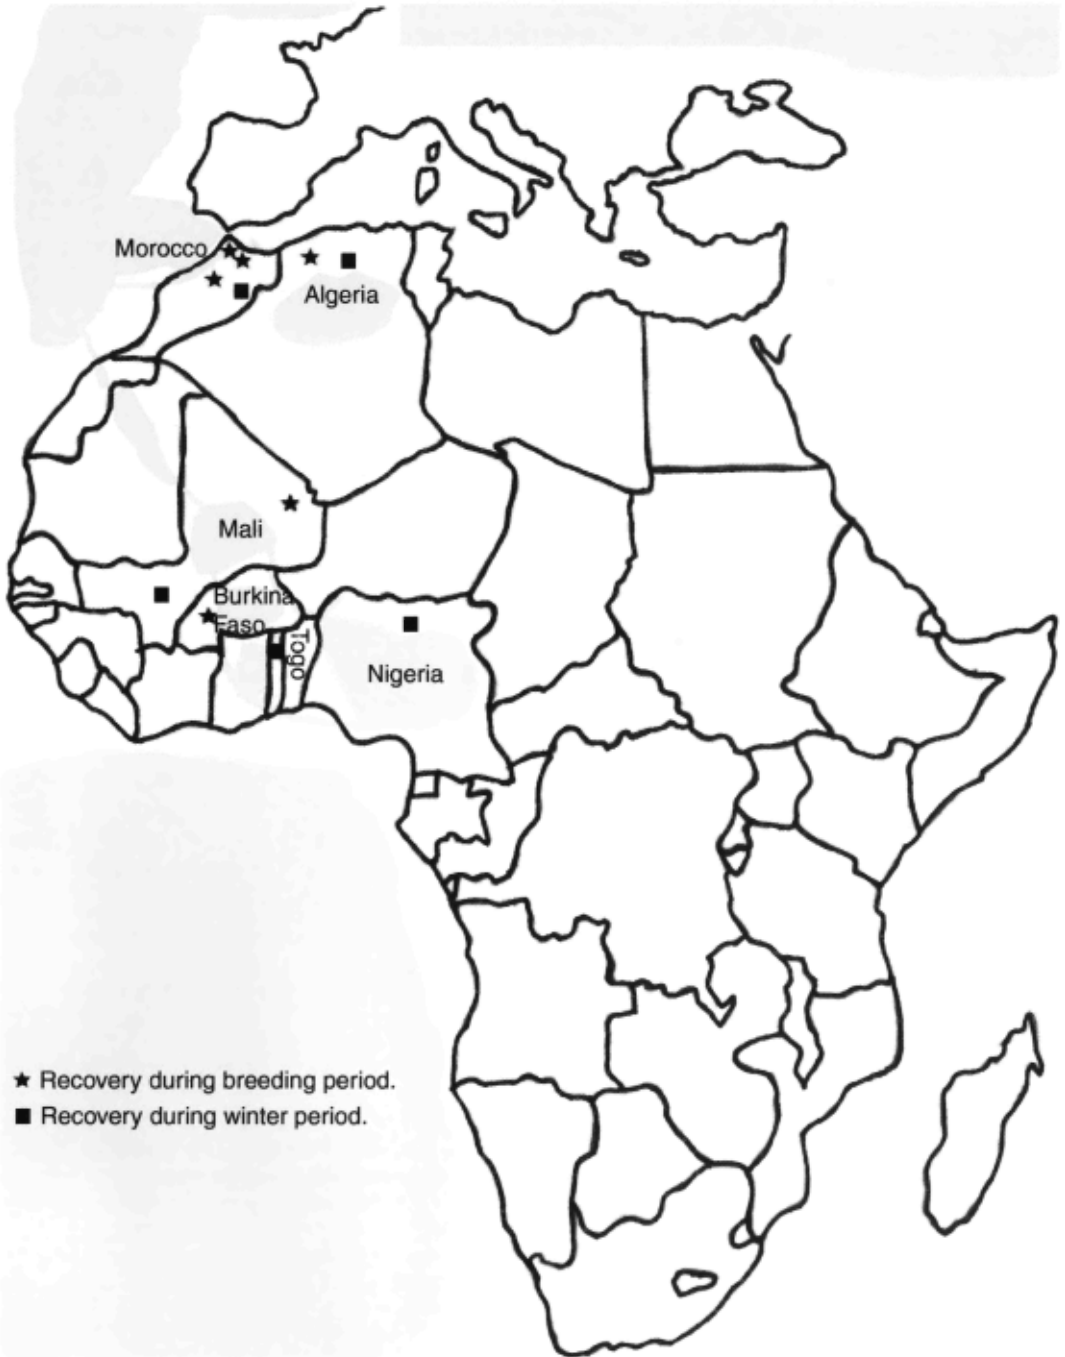 Morocco
Algeria
Mali
Burkina
Faso
Togo
Nigeria
★ Recovery during breeding period.
■ Recovery during winter period.